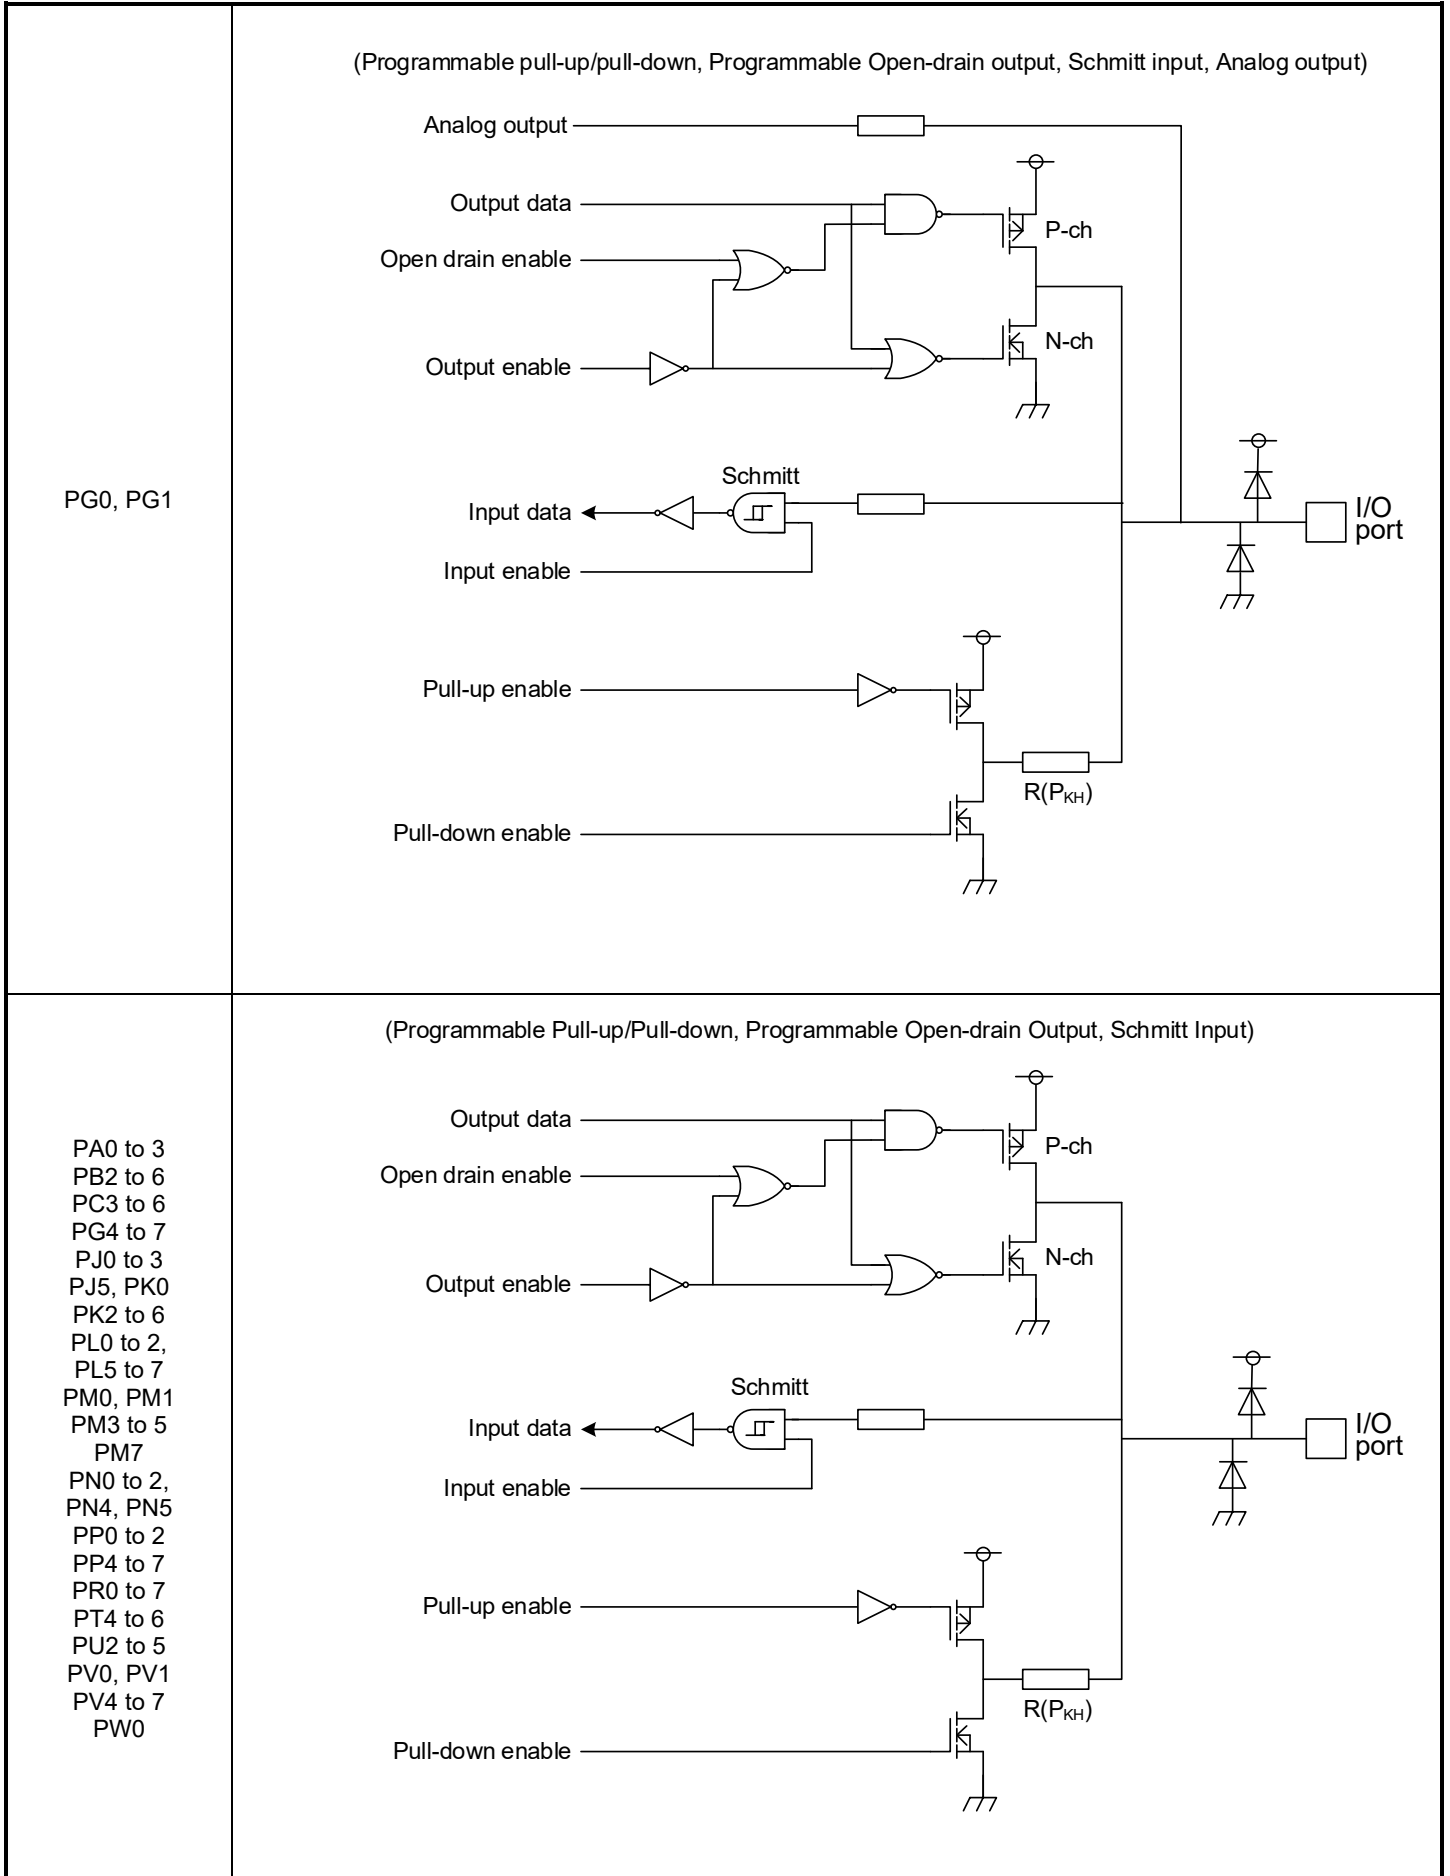 (Programmable pull-up/pull-down, Programmable Open-drain output, Schmitt input, Analog output)
Analog output
Output data
P-ch
Open drain enable
N-ch
Output enable
Schmitt
PG0, PG1
Input data
I/O
port
Input enable
Pull-up enable
R(PKH)
Pull-down enable
(Programmable Pull-up/Pull-down, Programmable Open-drain Output, Schmitt Input)
Output data
P-ch
Open drain enable
N-ch
Output enable
Schmitt
Input data
I/O
port
Input enable
Pull-up enable
R(PKH)
Pull-down enable
PA0 to 3
PB2 to 6
PC3 to 6
PG4 to 7
PJ0 to 3
PJ5, PK0
PK2 to 6
PL0 to 2,
PL5 to 7
PM0, PM1
PM3 to 5
PM7
PN0 to 2,
PN4, PN5
PP0 to 2
PP4 to 7
PR0 to 7
PT4 to 6
PU2 to 5
PV0, PV1
PV4 to 7
PW0